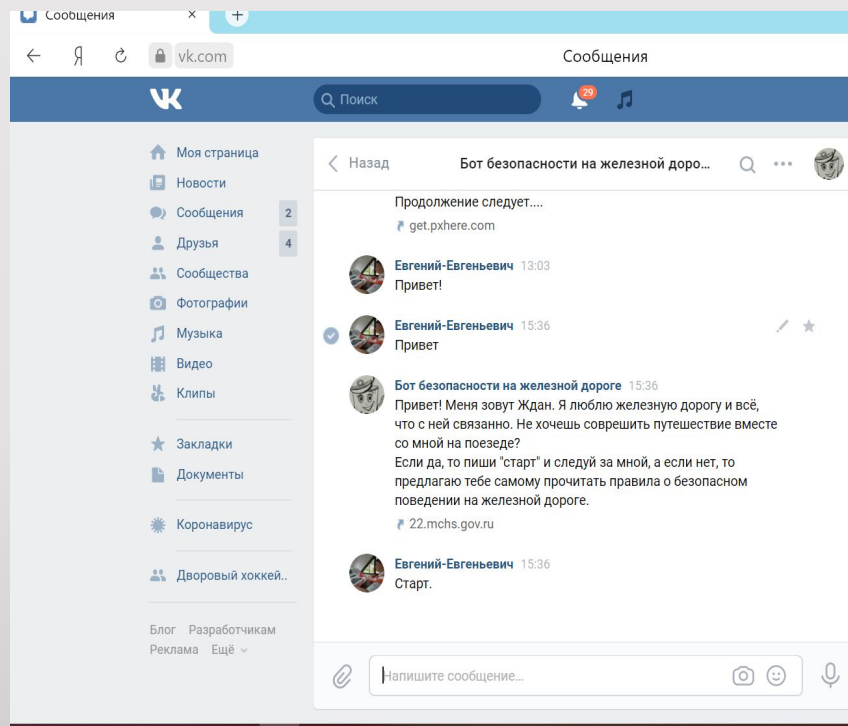 Сообщения
vk.com
Сообщения
Поиск
29
Моя страница
Новости
Сообщения 2
Друзья 4
Сообщества
Фотографии
Музыка
Видео
Клипы
Закладки
Документы
Коронавирус
Дворовый хоккей..
Блог Разработчикам
Реклама Ещё
Назад
Бот безопасности на железной доро...
Продолжение следует....
get.pxhere.com
Евгений-Евгеньевич 13:03
Привет!
Евгений-Евгеньевич 15:36
Привет
Бот безопасности на железной дороге 15:36
Привет! Меня зовут Ждан. Я люблю железную дорогу и всё,
что с ней связанно. Не хочешь соврешить путешествие вместе
со мной на поезеде?
Если да, то пиши "старт" и следуй за мной, а если нет, то
предлагаю тебе самому прочитать правила о безопасном
поведении на железной дороге.
22.mchs.gov.ru
Евгений-Евгеньевич 15:36
Старт.
Напишите сообщение...